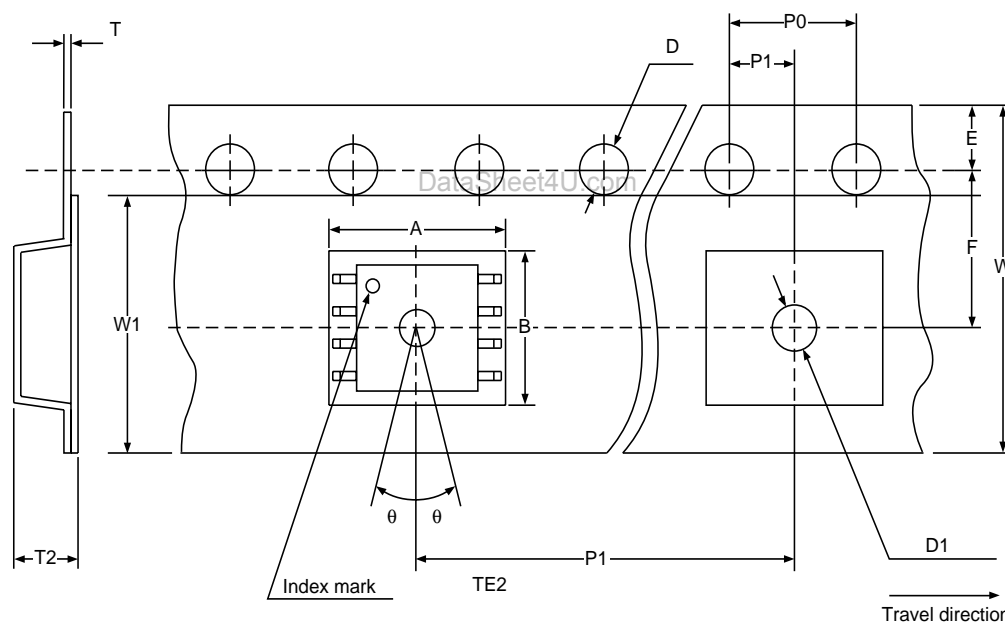 T
P0
D
P1
E
DataSheet4U.com
A
F
W
W1
B
θ θ
T2
P1
D1
Index mark
TE2
Travel direction